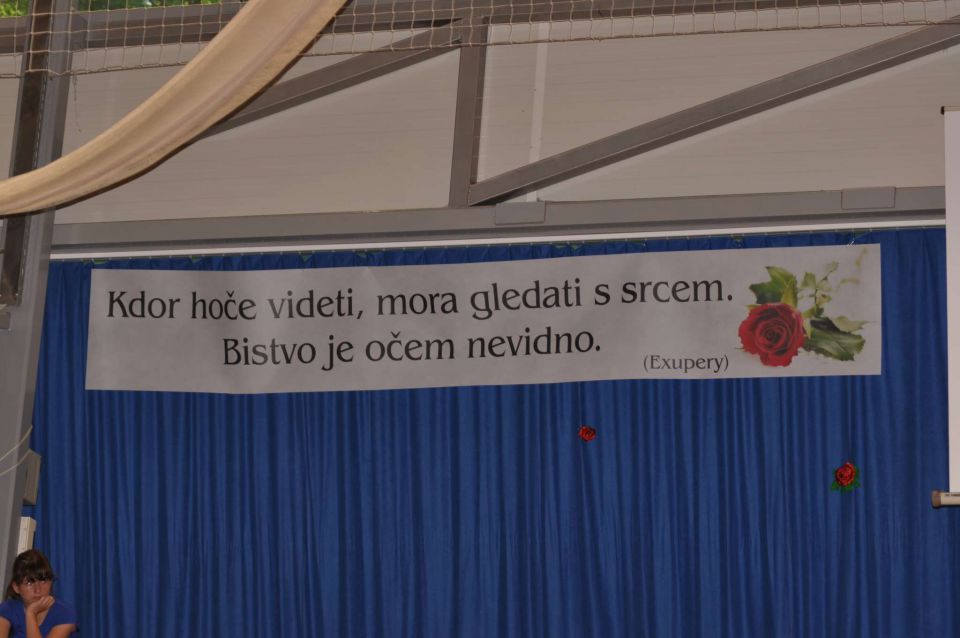 Kdor hoče videti, mora gledati s srcem.
Bistvo je očem nevidno.
(Exupery)